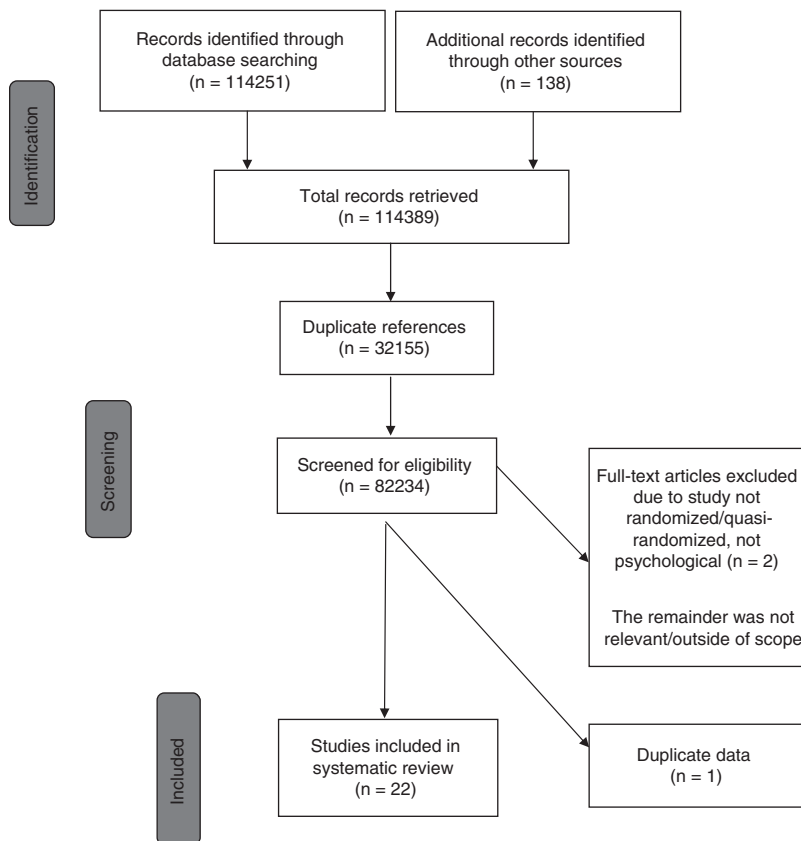 Records identified through
database searching
(n = 114251)
Additional records identified
through other sources
(n = 138)
Identification
Total records retrieved
(n = 114389)
Duplicate references
(n = 32155)
Screening
Screened for eligibility
(n = 82234)
Full-text articles excluded
due to study not
randomized/quasi-
randomized, not
psychological (n = 2)
The remainder was not
relevant/outside of scope
Included
Studies included in
systematic review
(n = 22)
Duplicate data
(n = 1)